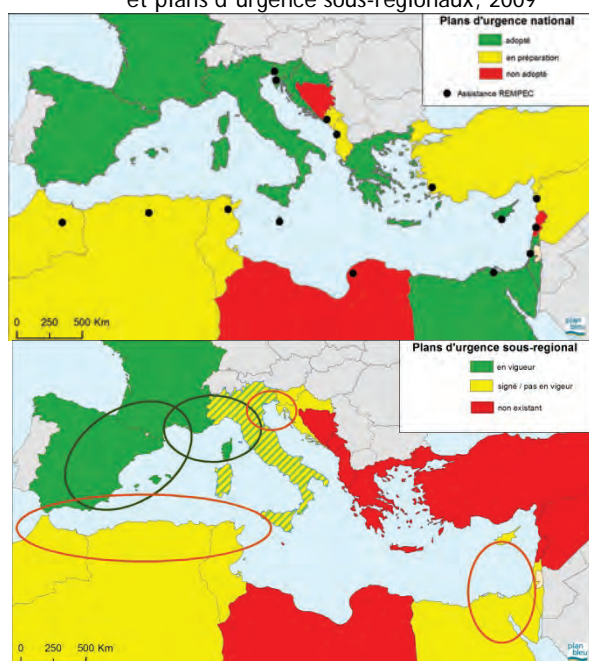 et plans d'urgence sous-régionaux, 2009
Plans d'urgence national
adopté
en préparation
non adopté
Assistance REMPEC
0 250 500 Km
plan
bleu
Plans d'urgence sous-regional
en vigueur
signé / pas en vigeur
non existant
0 250 500 Km
plan
bleu